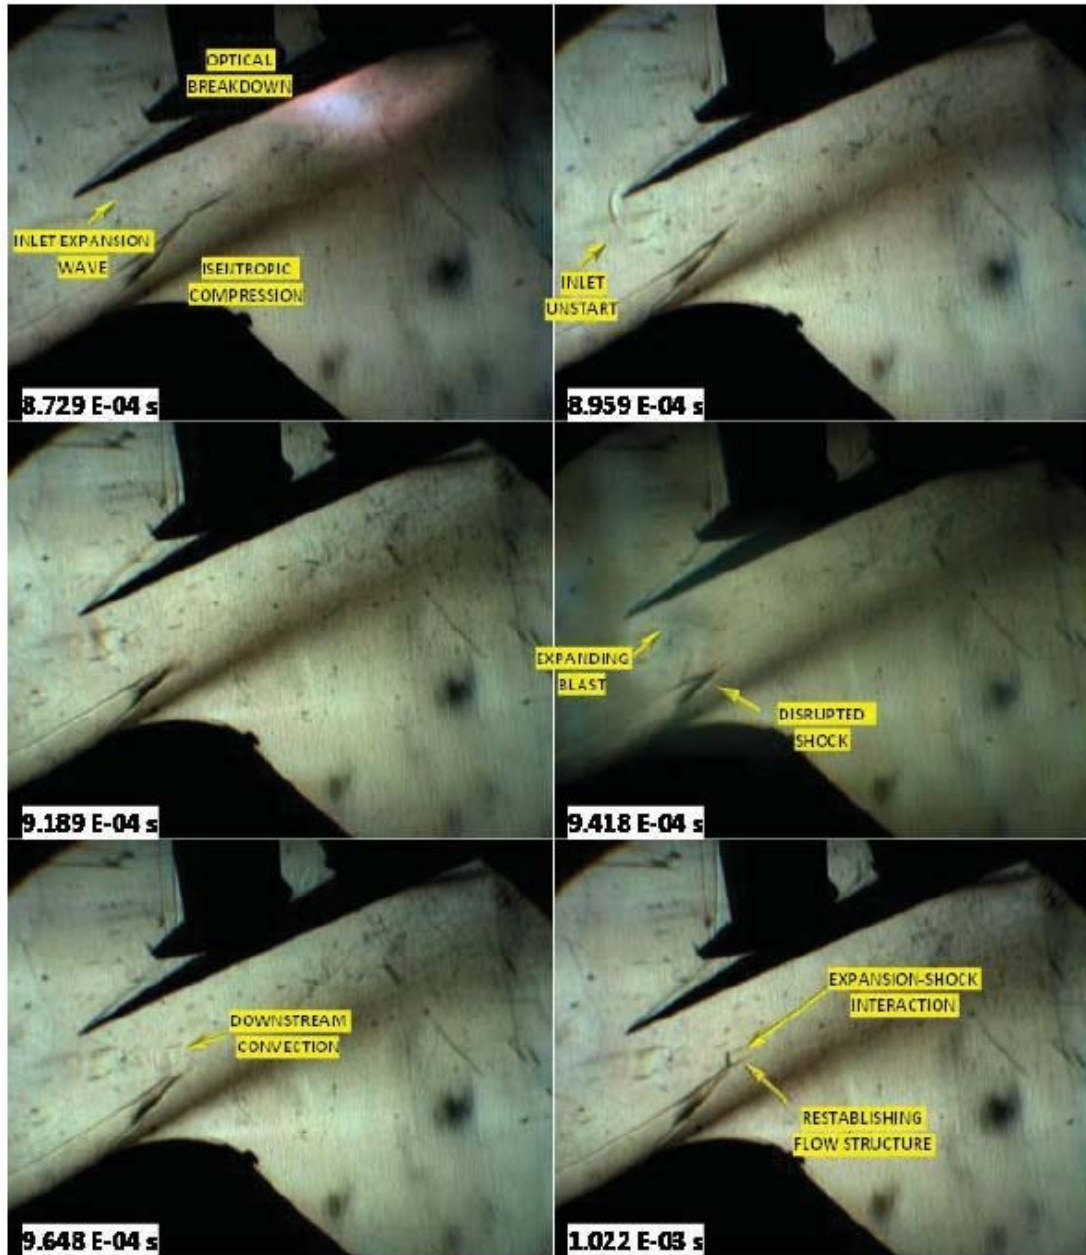 OPTICAL
BREAKDOWN
INLET EXPANSION
WAVE
ISENTROPIC
COMPRESSION
8.729 E-04 s
INLET
UNSTART
8.959 E-04 s
9.189 E-04 s
EXPANDING
BLAST
DISRUPTED
SHOCK
9.418 E-04 s
DOWNSTREAM
CONVECTION
9.648 E-04 s
EXPANSION-SHOCK
INTERACTION
RESTABLISHING
FLOW STRUCTURE
1.022 E-03 s